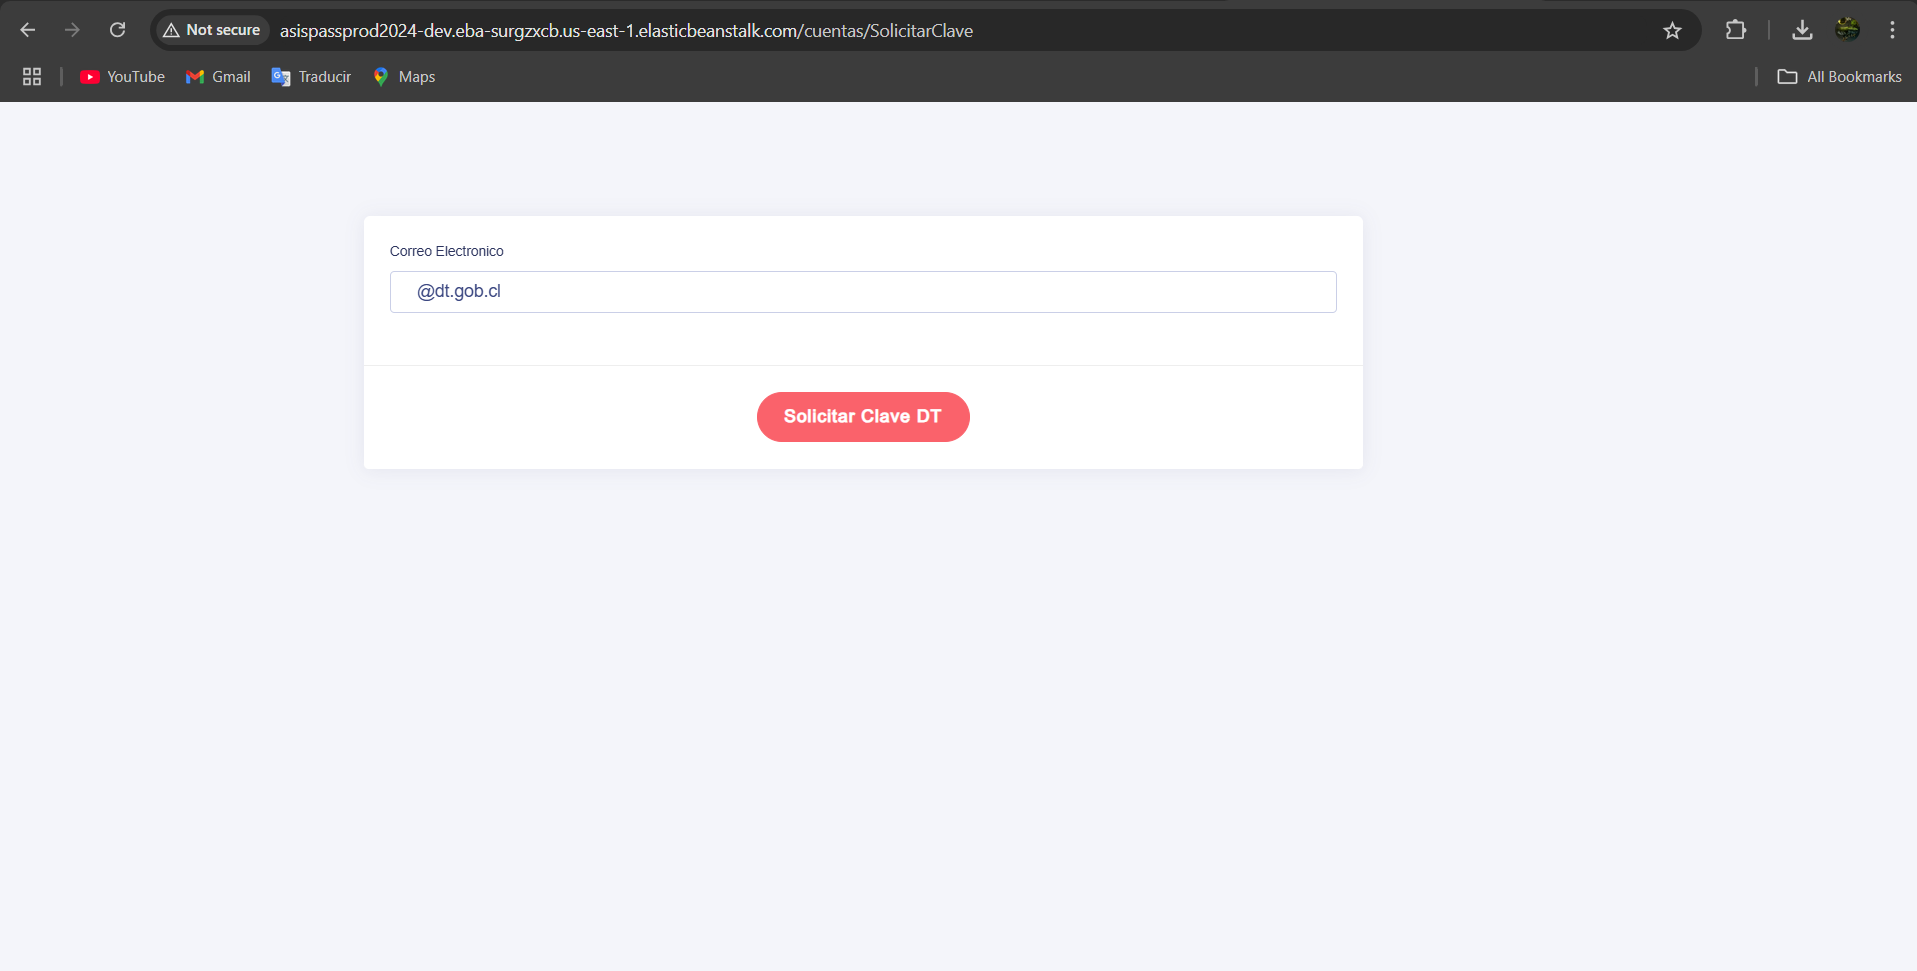 Not secure asispassprod2024-dev.eba-surgzxcb.us-east-1.elasticbeanstalk.com/cuentas/SolicitarClave
YouTube Gmail Traducir Maps All Bookmarks
Correo Electronico
@dt.gob.cl
Solicitar Clave DT